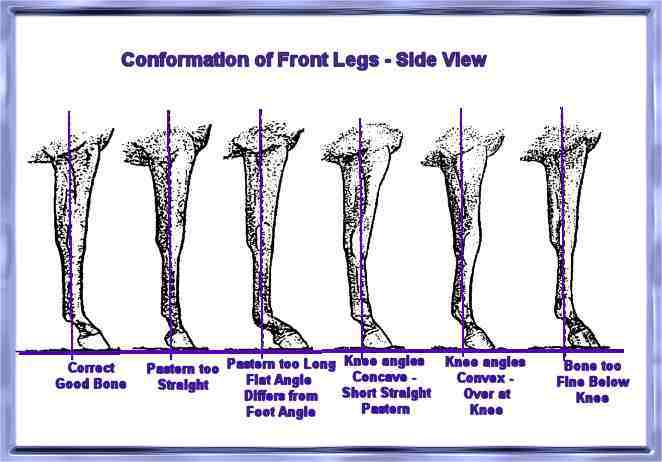 Conformation of Front Legs - Side View
Correct
Good Bone
Pastern too
Straight
Pastern too Long
Flat Angle
Differs from
Foot Angle
Knee angles
Concave -
Short Straight
Pastern
Knee angles
Convex -
Over at
Knee
Bone too
Fine Below
Knee